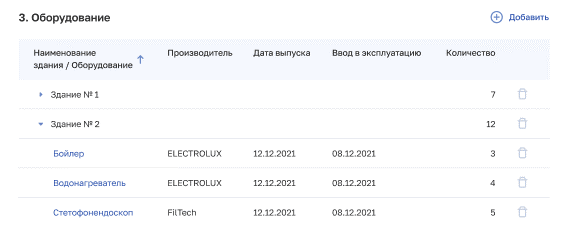 3. Оборудование
Добавить
Наименование здания / Оборудование Производитель Дата выпуска Ввод в эксплуатацию Количество
Здание № 1 7
Здание № 2 12
Бойлер ELECTROLUX 12.12.2021 08.12.2021 3
Водонагреватель ELECTROLUX 12.12.2021 08.12.2021 4
Стетофонендоскоп FilTech 12.12.2021 08.12.2021 5